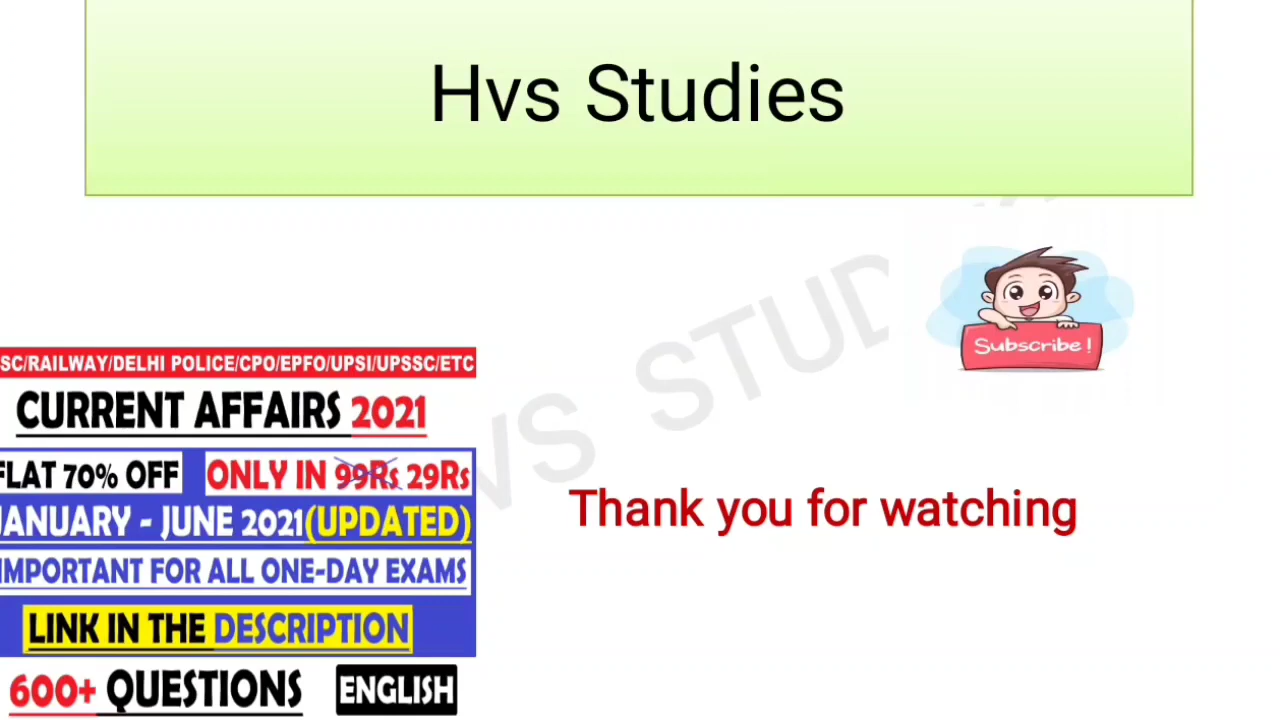 Hvs Studies
VS STUD
Subscribe!
SC/RAILWAY/DELHI POLICE/CPO/EPFO/UPSI/UPSSC/ETC
CURRENT AFFAIRS 2021
FLAT 70% OFF ONLY IN 99Rs 29Rs
JANUARY - JUNE 2021(UPDATED)
Thank you for watching
IMPORTANT FOR ALL ONE-DAY EXAMS
LINK IN THE DESCRIPTION
600+ QUESTIONS ENGLISH